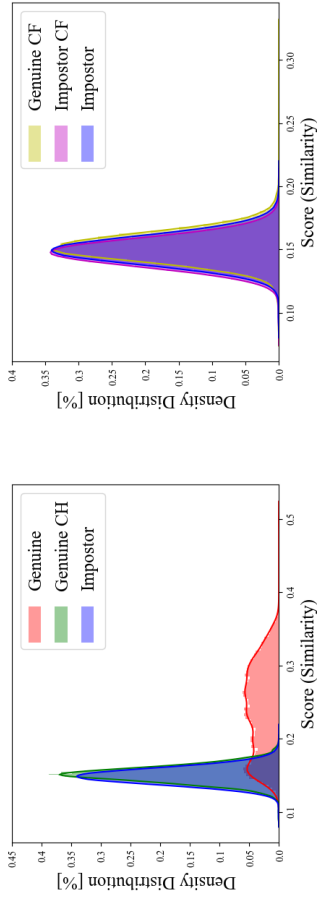 Density Distribution [%]
0.45
0.4
0.35
0.3
0.25
0.2
0.15
0.1
0.05
0.0
Genuine
Genuine CH
Impostor
0.1
0.2
0.3
0.4
0.5
Score (Similarity)
Density Distribution [%]
0.4
0.35
0.3
0.25
0.2
0.15
0.1
0.05
0.0
Genuine CF
Impostor CF
Impostor
0.10
0.15
0.20
0.25
0.30
Score (Similarity)